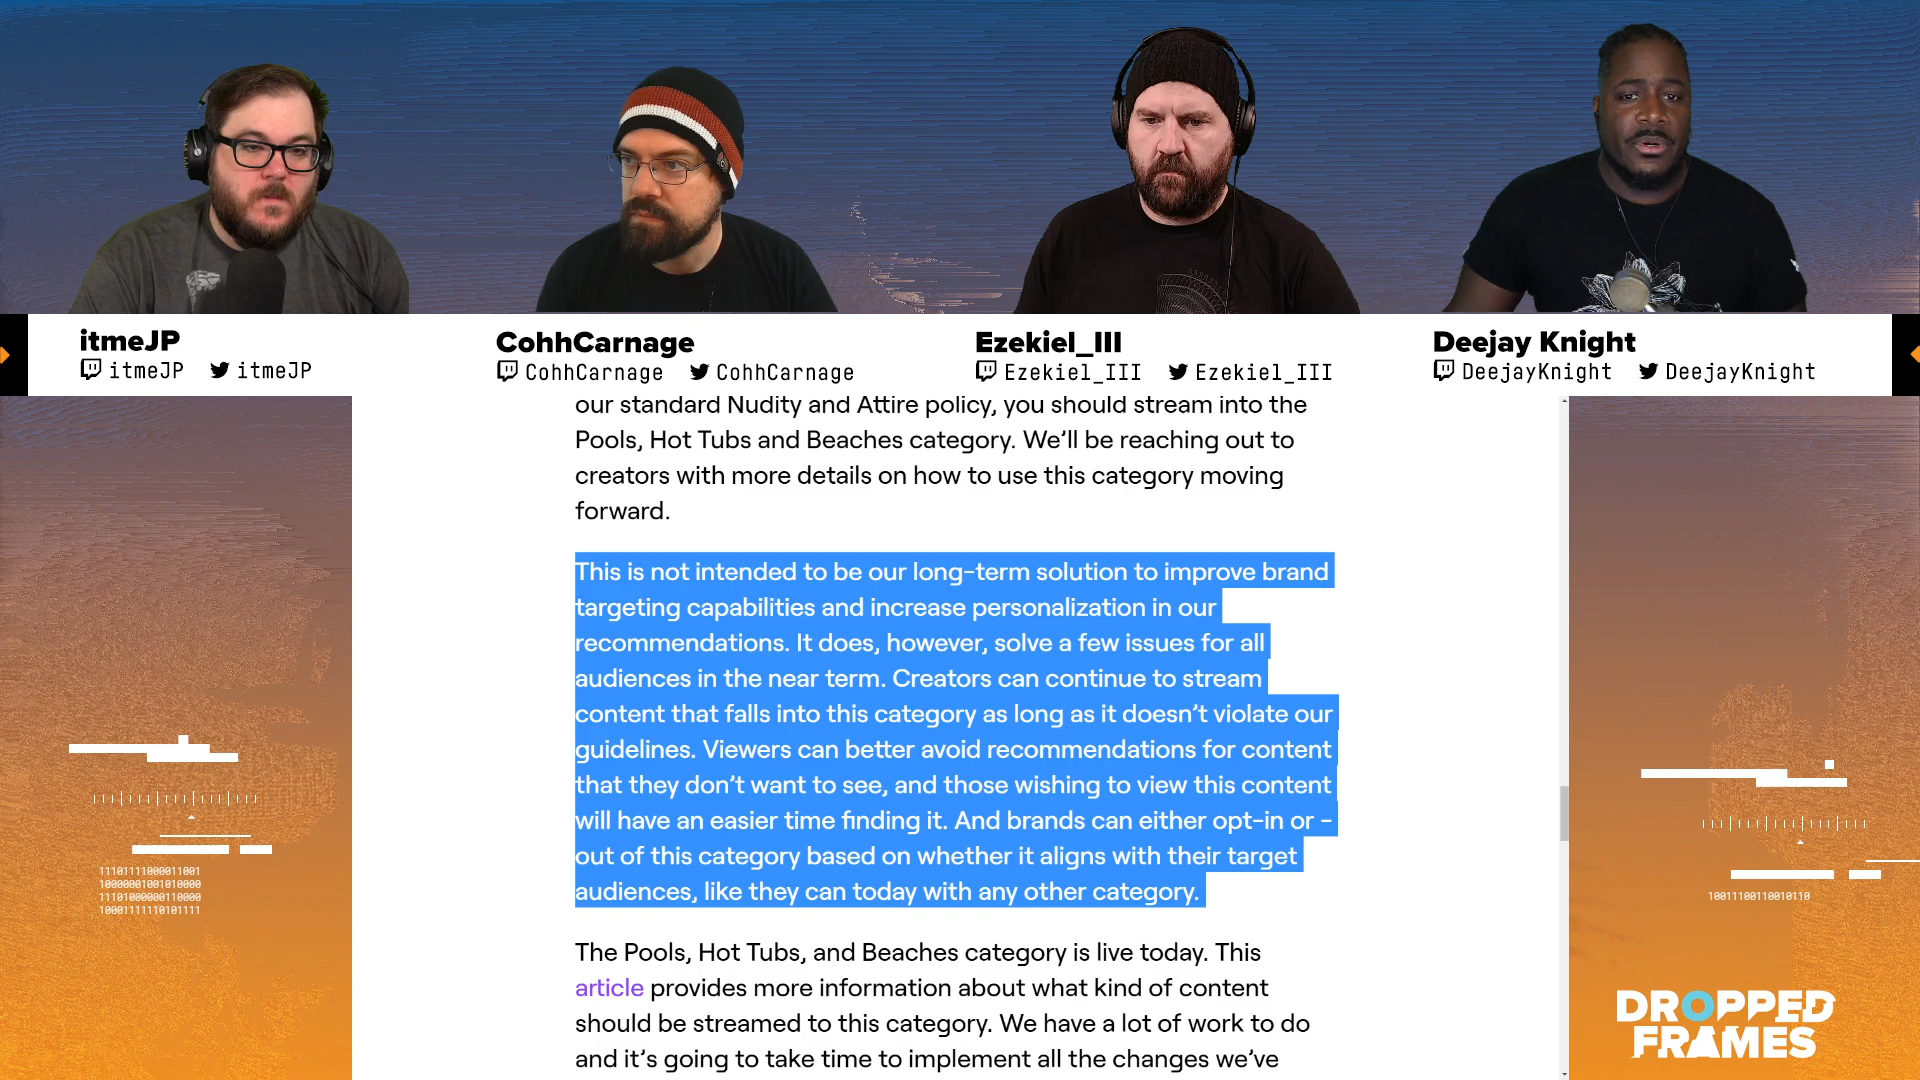 itmeJP
itmeJP itmeJP
CohhCarnage
CohhCarnage CohhCarnage
Ezekiel_III
Ezekiel_III Ezekiel_III
Deejay Knight
DeejayKnight DeejayKnight
our standard Nudity and Attire policy, you should stream into the
Pools, Hot Tubs and Beaches category. We’ll be reaching out to
creators with more details on how to use this category moving
forward.
This is not intended to be our long-term solution to improve brand
targeting capabilities and increase personalization in our
recommendations. It does, however, solve a few issues for all
audiences in the near term. Creators can continue to stream
content that falls into this category as long as it doesn’t violate our
guidelines. Viewers can better avoid recommendations for content
that they don’t want to see, and those wishing to view this content
will have an easier time finding it. And brands can either opt-in or -
out of this category based on whether it aligns with their target
audiences, like they can today with any other category.
The Pools, Hot Tubs, and Beaches category is live today. This
article provides more information about what kind of content
should be streamed to this category. We have a lot of work to do
and it’s going to take time to implement all the changes we’ve
11101111000011001
10000001001010000
11101000000110000
10001111110101111
10011100110010110
DROPPED
FRAMES